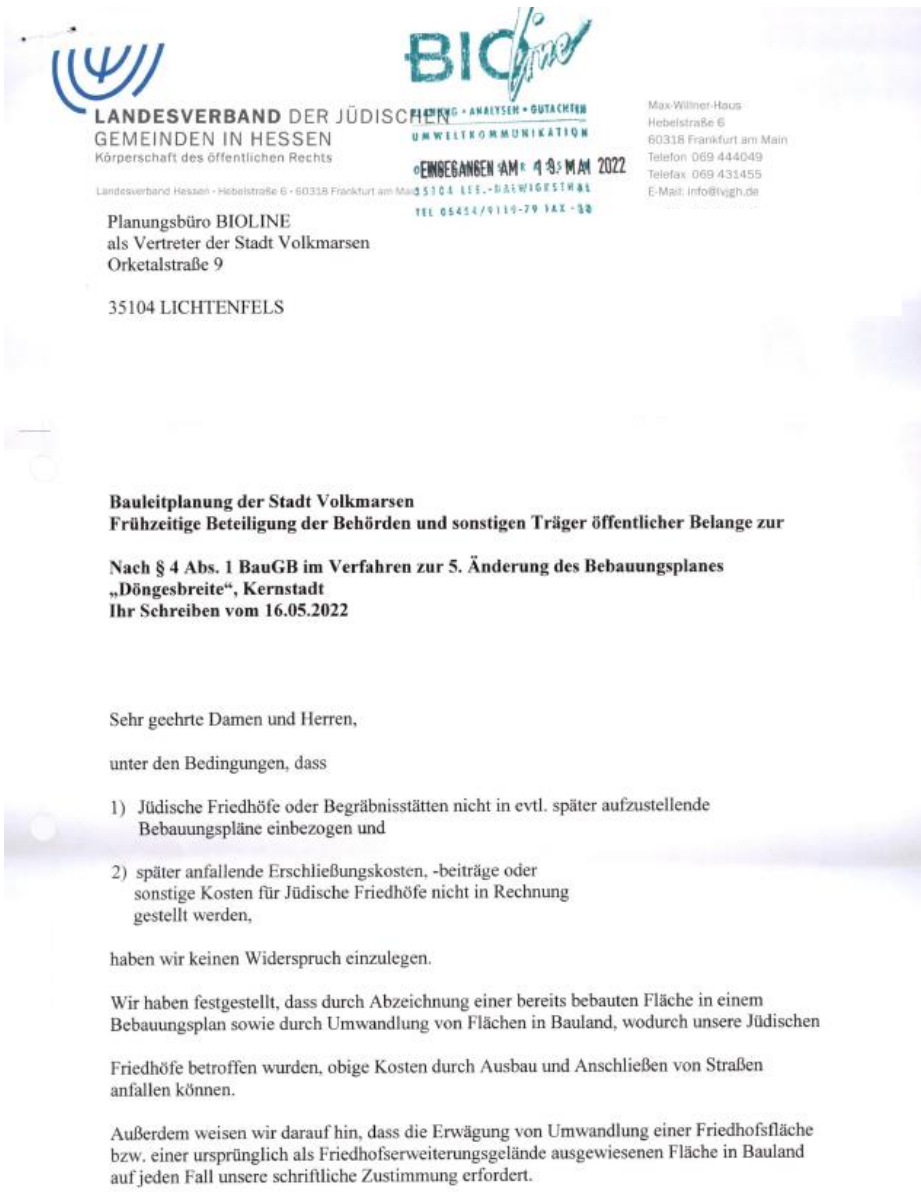 BIOline
LANDESVERBAND DER JÜDISCHEN
GEMEINDEN IN HESSEN
Körperschaft des öffentlichen Rechts
Landesverband Hessen • Hebelstraße 6 • 60318 Frankfurt am Main
PLANUNG • ANALYSEN • GUTACHTEN
UMWELTKOMMUNIKATION
EINGEGANGEN AM 19. MAI 2022
TEL 05454/9119-79 FAX -80
Max-Willner-Haus
Hebelstraße 6
60318 Frankfurt am Main
Telefon 069 444049
Telefax 069 431455
E-Mail: info@lvjgh.de
Planungsbüro BIOLINE
als Vertreter der Stadt Volkmarsen
Orketalstraße 9
35104 LICHTENFELS
Bauleitplanung der Stadt Volkmarsen
Frühzeitige Beteiligung der Behörden und sonstigen Träger öffentlicher Belange zur
Nach § 4 Abs. 1 BauGB im Verfahren zur 5. Änderung des Bebauungsplanes
„Döngesbreite“, Kernstadt
Ihr Schreiben vom 16.05.2022
Sehr geehrte Damen und Herren,
unter den Bedingungen, dass
1) Jüdische Friedhöfe oder Begräbnisstätten nicht in evtl. später aufzustellende
Bebauungspläne einbezogen und
2) später anfallende Erschließungskosten, -beiträge oder
sonstige Kosten für Jüdische Friedhöfe nicht in Rechnung
gestellt werden,
haben wir keinen Widerspruch einzulegen.
Wir haben festgestellt, dass durch Abzeichnung einer bereits bebauten Fläche in einem
Bebauungsplan sowie durch Umwandlung von Flächen in Bauland, wodurch unsere Jüdischen
Friedhöfe betroffen wurden, obige Kosten durch Ausbau und Anschließen von Straßen
anfallen können.
Außerdem weisen wir darauf hin, dass die Erwägung von Umwandlung einer Friedhofsfläche
bzw. einer ursprünglich als Friedhofserweiterungsgelände ausgewiesenen Fläche in Bauland
auf jeden Fall unsere schriftliche Zustimmung erfordert.